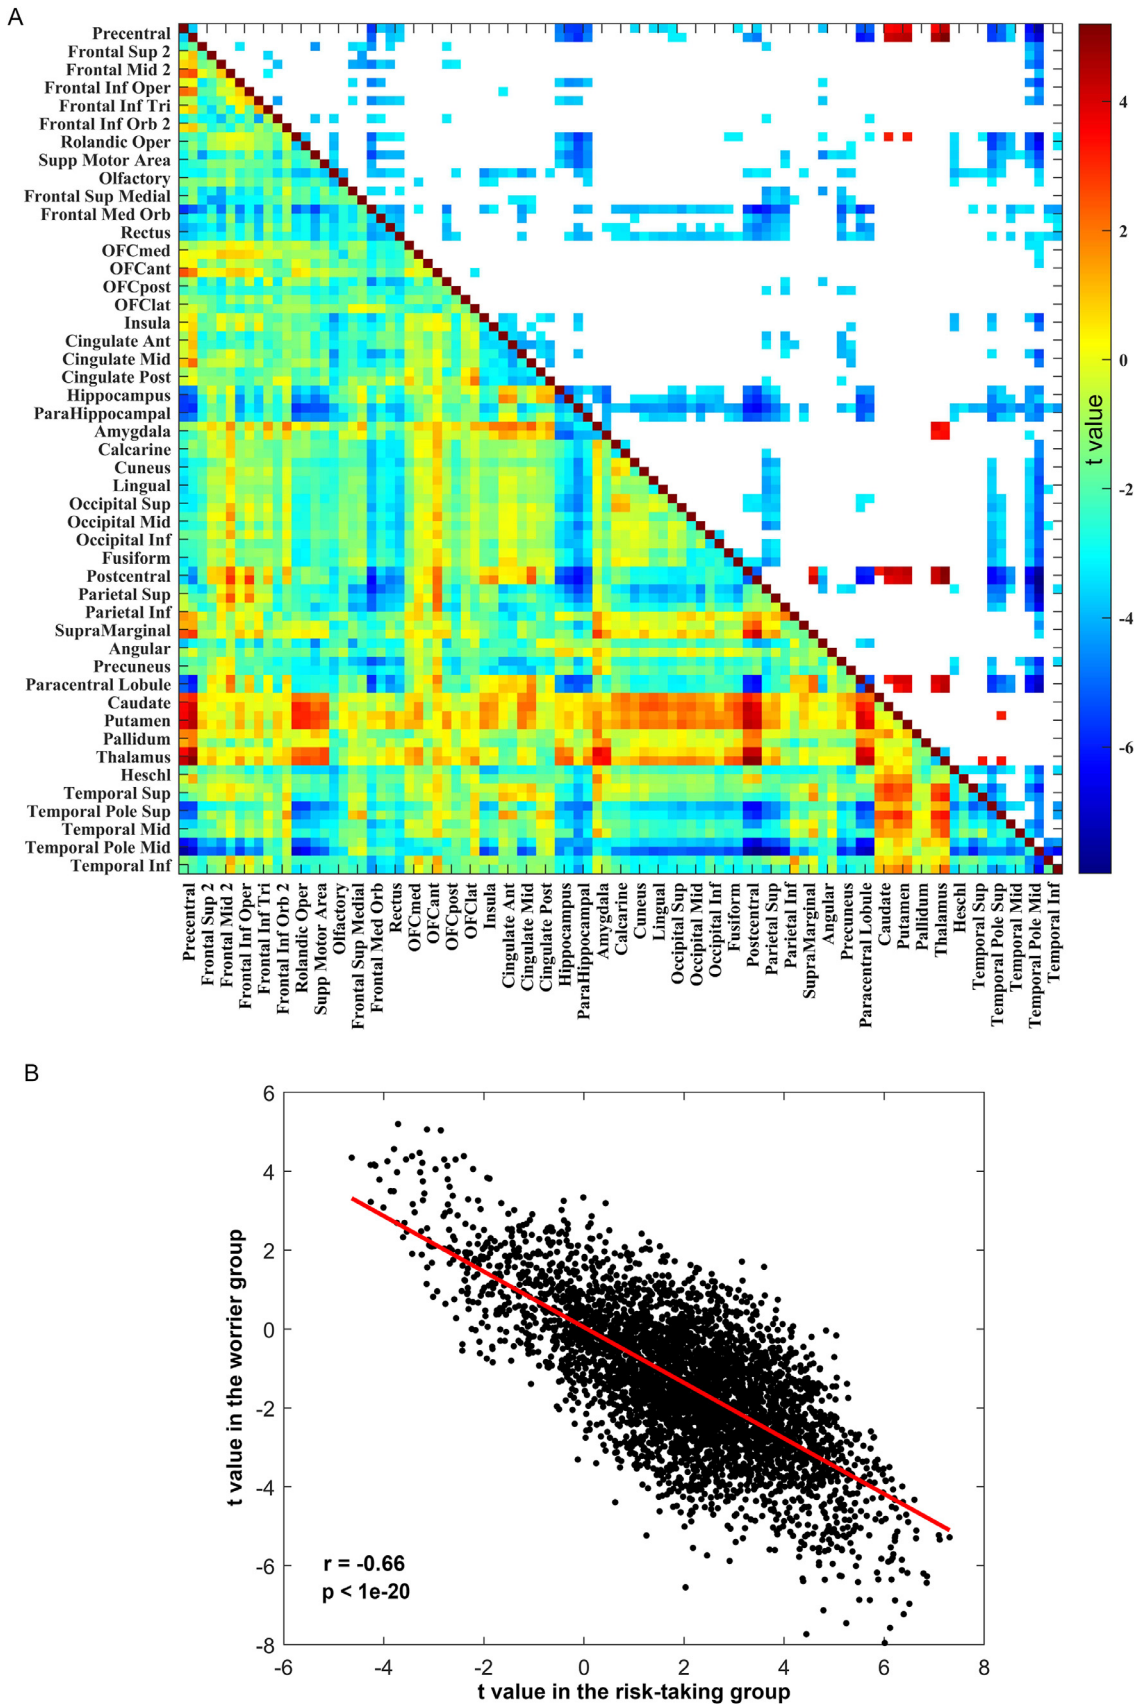 A
Precentral
Frontal Sup 2
Frontal Mid 2
Frontal Inf Oper
Frontal Inf Tri
Frontal Inf Orb 2
Rolandic Oper
Supp Motor Area
Olfactory
Frontal Sup Medial
Frontal Med Orb
Rectus
OFCmed
OFCant
OFCpost
OFClat
Insula
Cingulate Ant
Cingulate Mid
Cingulate Post
Hippocampus
ParaHippocampal
Amygdala
Calcarine
Cuneus
Lingual
Occipital Sup
Occipital Mid
Occipital Inf
Fusiform
Postcentral
Parietal Sup
Parietal Inf
SupraMarginal
Angular
Precuneus
Paracentral Lobule
Caudate
Putamen
Pallidum
Thalamus
Heschl
Temporal Sup
Temporal Pole Sup
Temporal Mid
Temporal Pole Mid
Temporal Inf
Precentral
Frontal Sup 2
Frontal Mid 2
Frontal Inf Oper
Frontal Inf Tri
Frontal Inf Orb 2
Rolandic Oper
Supp Motor Area
Olfactory
Frontal Sup Medial
Frontal Med Orb
Rectus
OFCmed
OFCant
OFCpost
OFClat
Insula
Cingulate Ant
Cingulate Mid
Cingulate Post
Hippocampus
ParaHippocampal
Amygdala
Calcarine
Cuneus
Lingual
Occipital Sup
Occipital Mid
Occipital Inf
Fusiform
Postcentral
Parietal Sup
Parietal Inf
SupraMarginal
Angular
Precuneus
Paracentral Lobule
Caudate
Putamen
Pallidum
Thalamus
Heschl
Temporal Sup
Temporal Pole Sup
Temporal Mid
Temporal Pole Mid
Temporal Inf
4
2
0
-2
-4
-6
t value
B
6
4
2
0
-2
-4
-6
-8
t value in the worrier group
r = -0.66
p < 1e-20
-6
-4
-2
0
2
4
6
8
t value in the risk-taking group